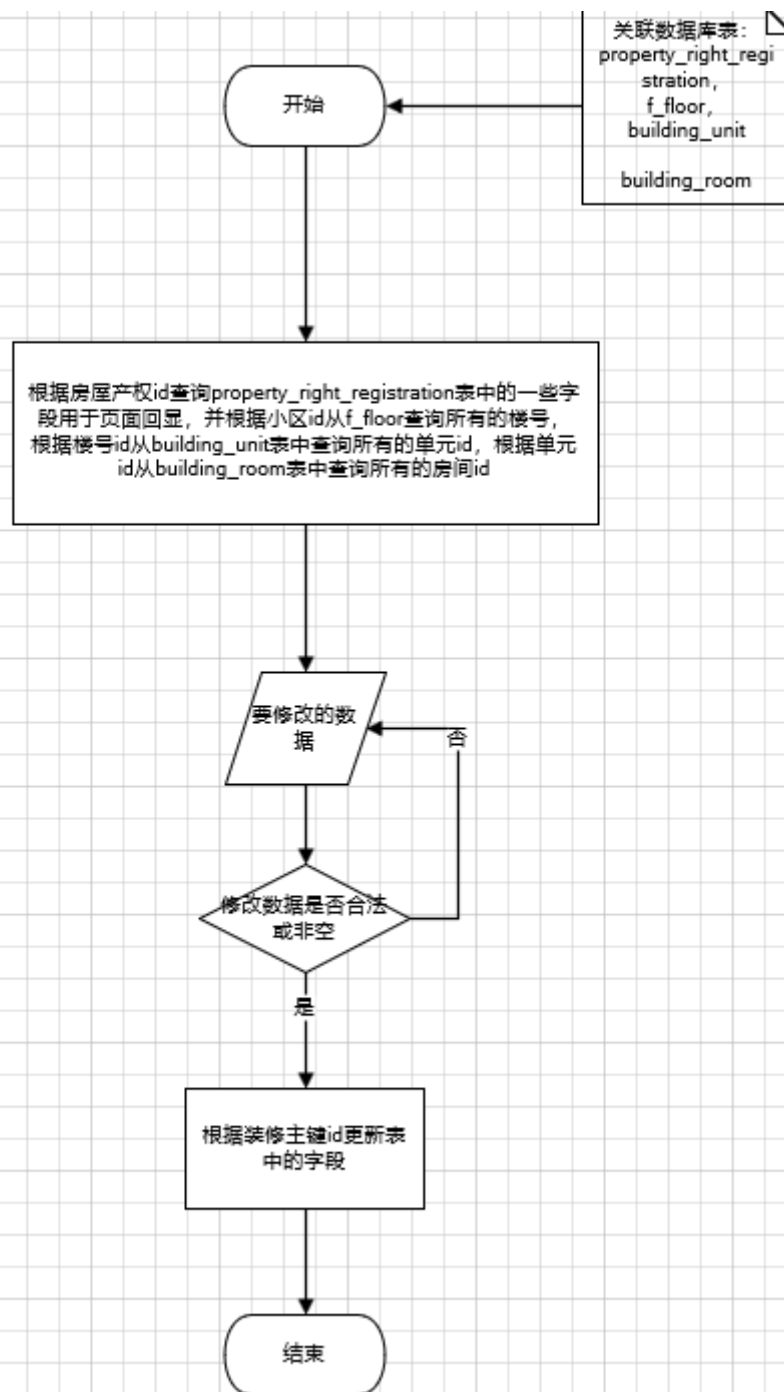 关联数据库表：
property_right_regi
stration，
f_floor，
building_unit
building_room
开始
根据房屋产权id查询property_right_registration表中的一些字
段用于页面回显，并根据小区id从f_floor查询所有的楼号，
根据楼号id从building_unit表中查询所有的单元id，根据单元
id从building_room表中查询所有的房间id
要修改的数
据
否
修改数据是否合法
或非空
是
根据装修主键id更新表
中的字段
结束